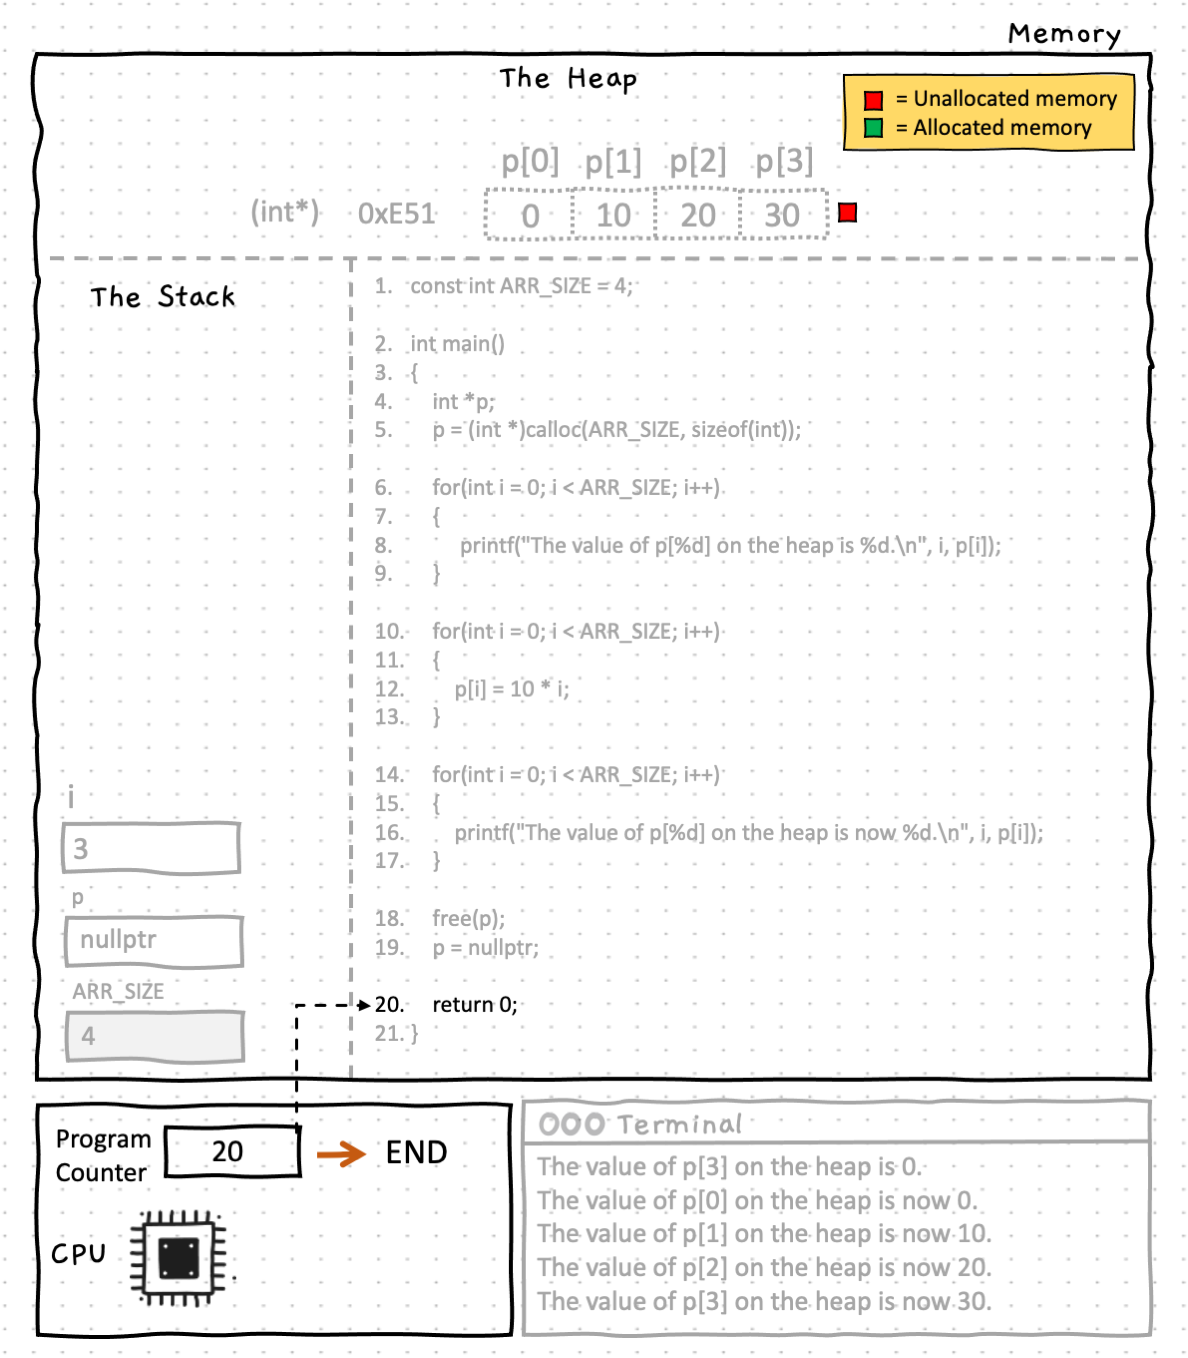 Memory
The Heap
= Unallocated memory
= Allocated memory
p[0] p[1] p[2] p[3]
(int*) 0xE51 0 10 20 30
The Stack
1. const int ARR_SIZE = 4;
2. int main()
3. {
4. int *p;
5. p = (int *)calloc(ARR_SIZE, sizeof(int));
6. for(int i = 0; i < ARR_SIZE; i++)
7. {
8. printf("The value of p[%d] on the heap is %d.\n", i, p[i]);
9. }
10. for(int i = 0; i < ARR_SIZE; i++)
11. {
12. p[i] = 10 * i;
13. }
14. for(int i = 0; i < ARR_SIZE; i++)
15. {
16. printf("The value of p[%d] on the heap is now %d.\n", i, p[i]);
17. }
18. free(p);
19. p = nullptr;
20. return 0;
21. }
i
3
p
nullptr
ARR_SIZE
4
Program
Counter
20
END
CPU
Terminal
The value of p[3] on the heap is 0.
The value of p[0] on the heap is now 0.
The value of p[1] on the heap is now 10.
The value of p[2] on the heap is now 20.
The value of p[3] on the heap is now 30.